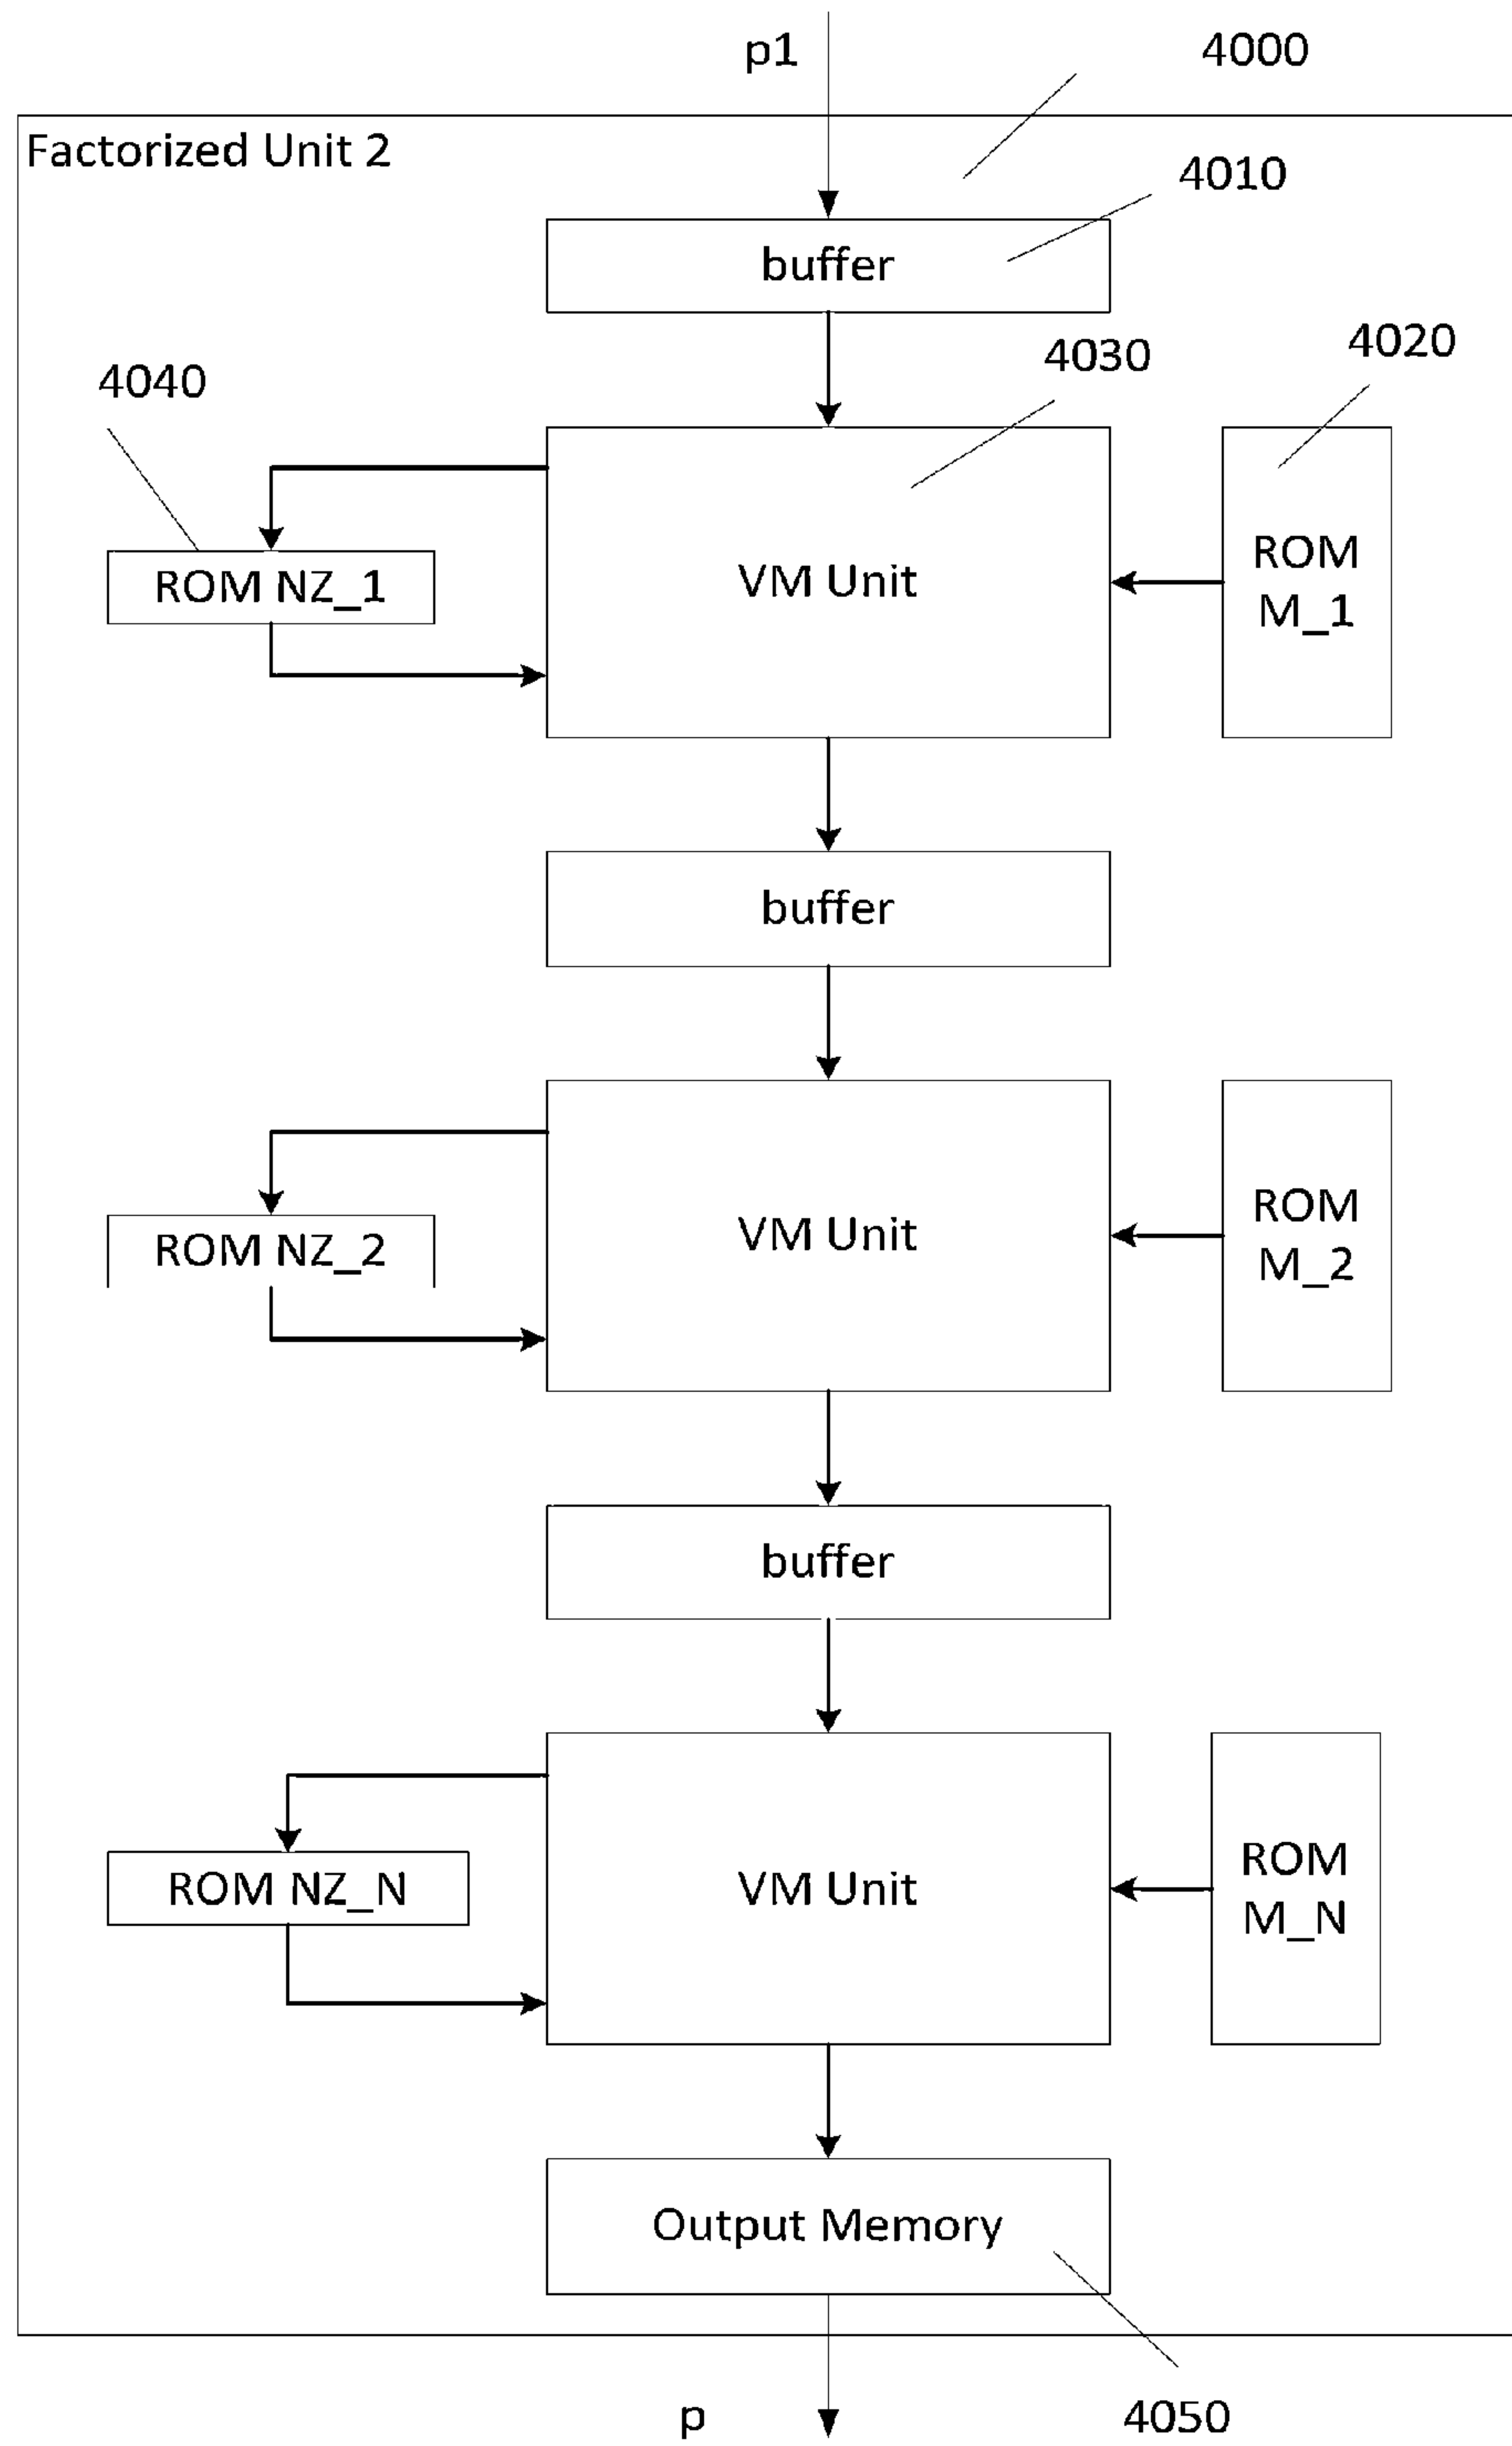 p1
4000
Factorized Unit 2
4010
buffer
4030
4020
4040
ROM NZ_1
VM Unit
ROM
M_1
buffer
ROM NZ_2
VM Unit
ROM
M_2
buffer
ROM NZ_N
VM Unit
ROM
M_N
Output Memory
p
4050